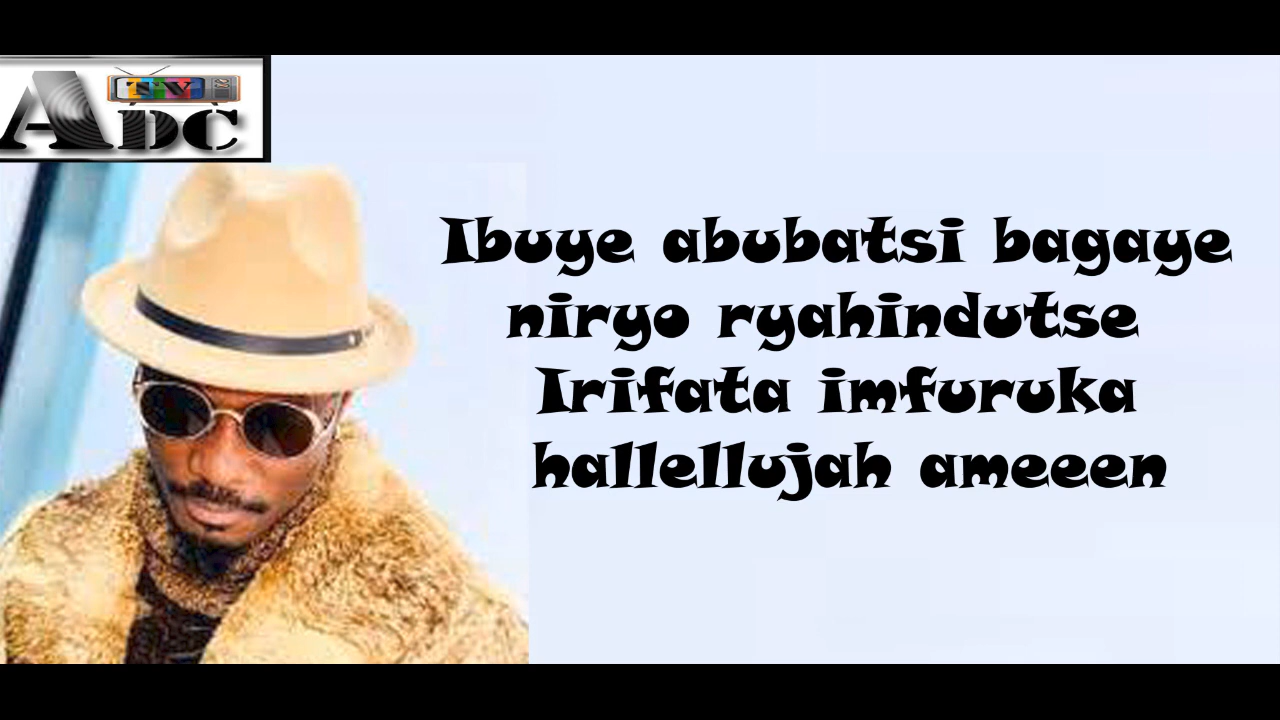 TV
ADC
Ibuye abubatsi bagaye
niryo ryahindutse
Irifata imfuruka
hallellujah ameeen